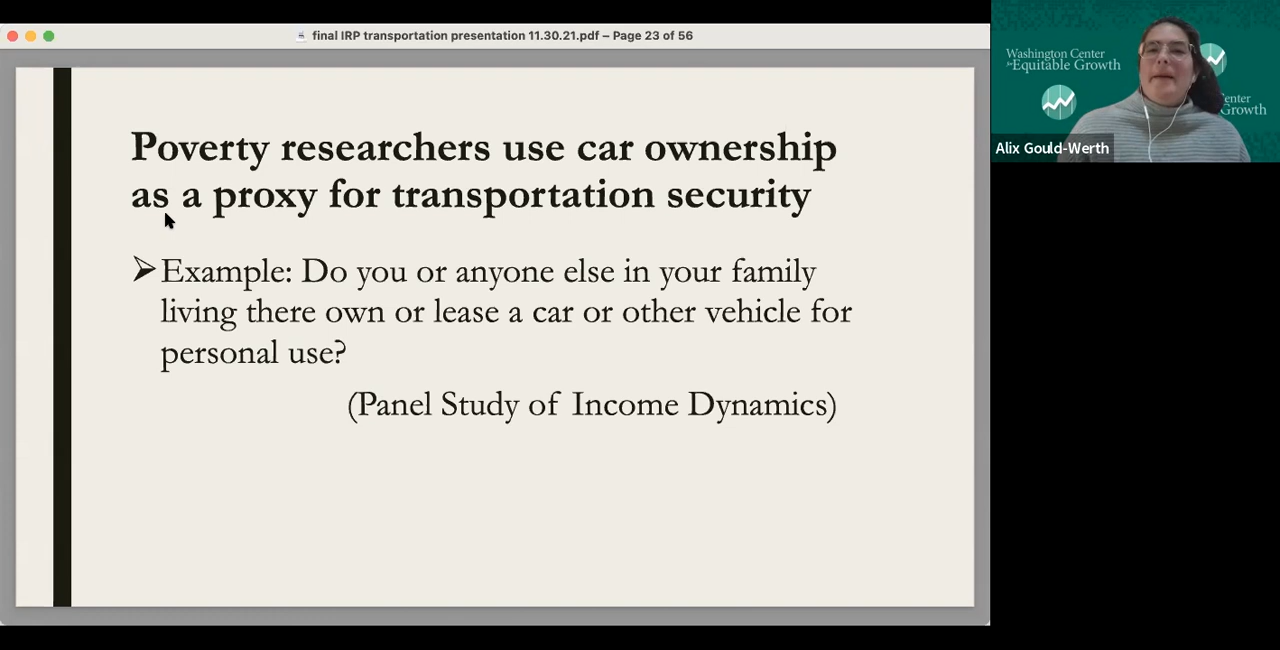 final IRP transportation presentation 11.30.21.pdf – Page 23 of 56
Poverty researchers use car ownership
as a proxy for transportation security
Example: Do you or anyone else in your family
living there own or lease a car or other vehicle for
personal use?
(Panel Study of Income Dynamics)
Washington Center
for Equitable Growth
enter
Growth
Alix Gould-Werth